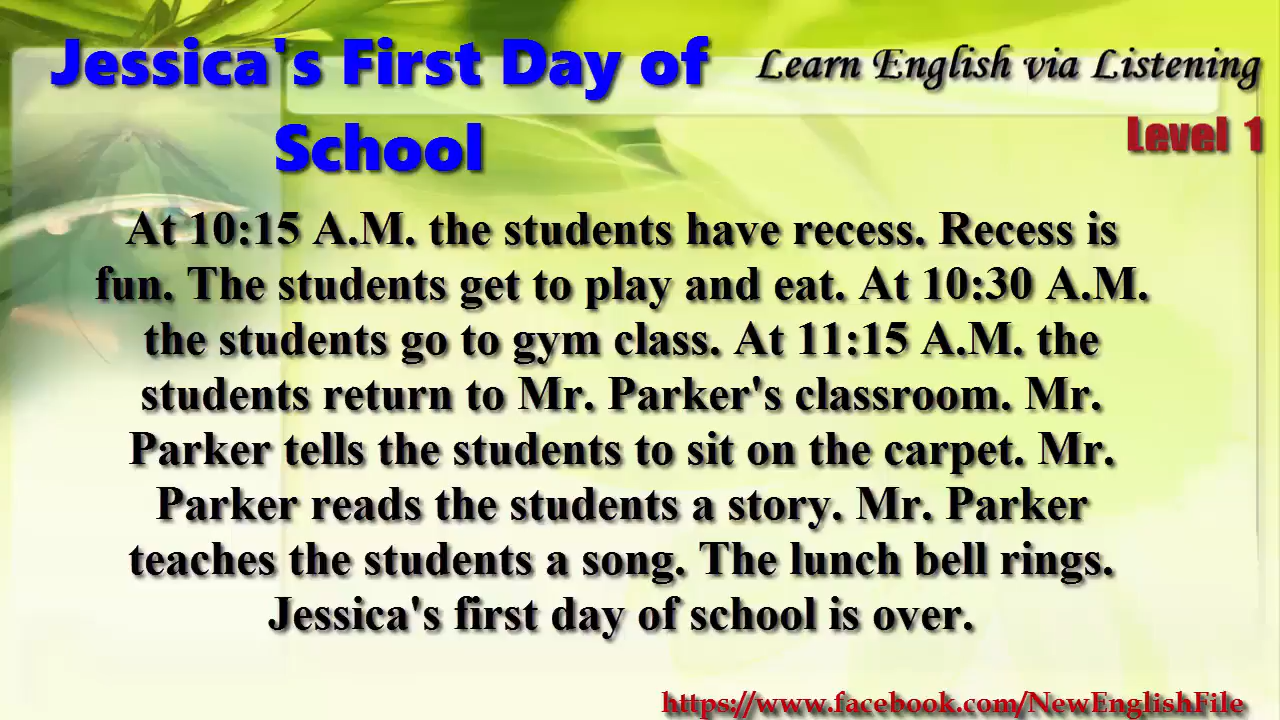 Jessica's First Day of
School
Learn English via Listening
Level 1
At 10:15 A.M. the students have recess. Recess is
fun. The students get to play and eat. At 10:30 A.M.
the students go to gym class. At 11:15 A.M. the
students return to Mr. Parker's classroom. Mr.
Parker tells the students to sit on the carpet. Mr.
Parker reads the students a story. Mr. Parker
teaches the students a song. The lunch bell rings.
Jessica's first day of school is over.
https://www.facebook.com/NewEnglishFile